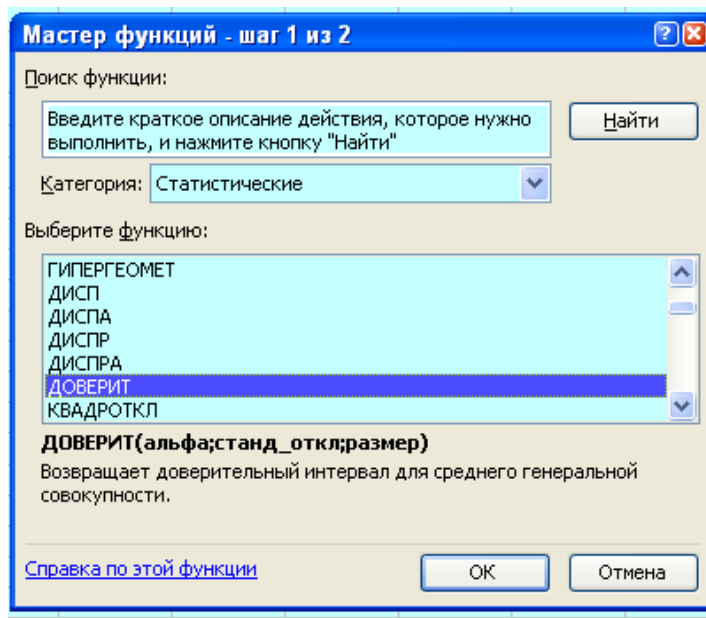 Мастер функций - шаг 1 из 2
Поиск функции:
Введите краткое описание действия, которое нужно
выполнить, и нажмите кнопку "Найти"
Найти
Категория: Статистические
Выберите функцию:
ГИПЕРГЕОМЕТ
ДИСП
ДИСПА
ДИСПР
ДИСПРА
ДОВЕРИТ
КВАДРОТКЛ
ДОВЕРИТ(альфа;станд_откл;размер)
Возвращает доверительный интервал для среднего генеральной
совокупности.
Справка по этой функции
ОК
Отмена